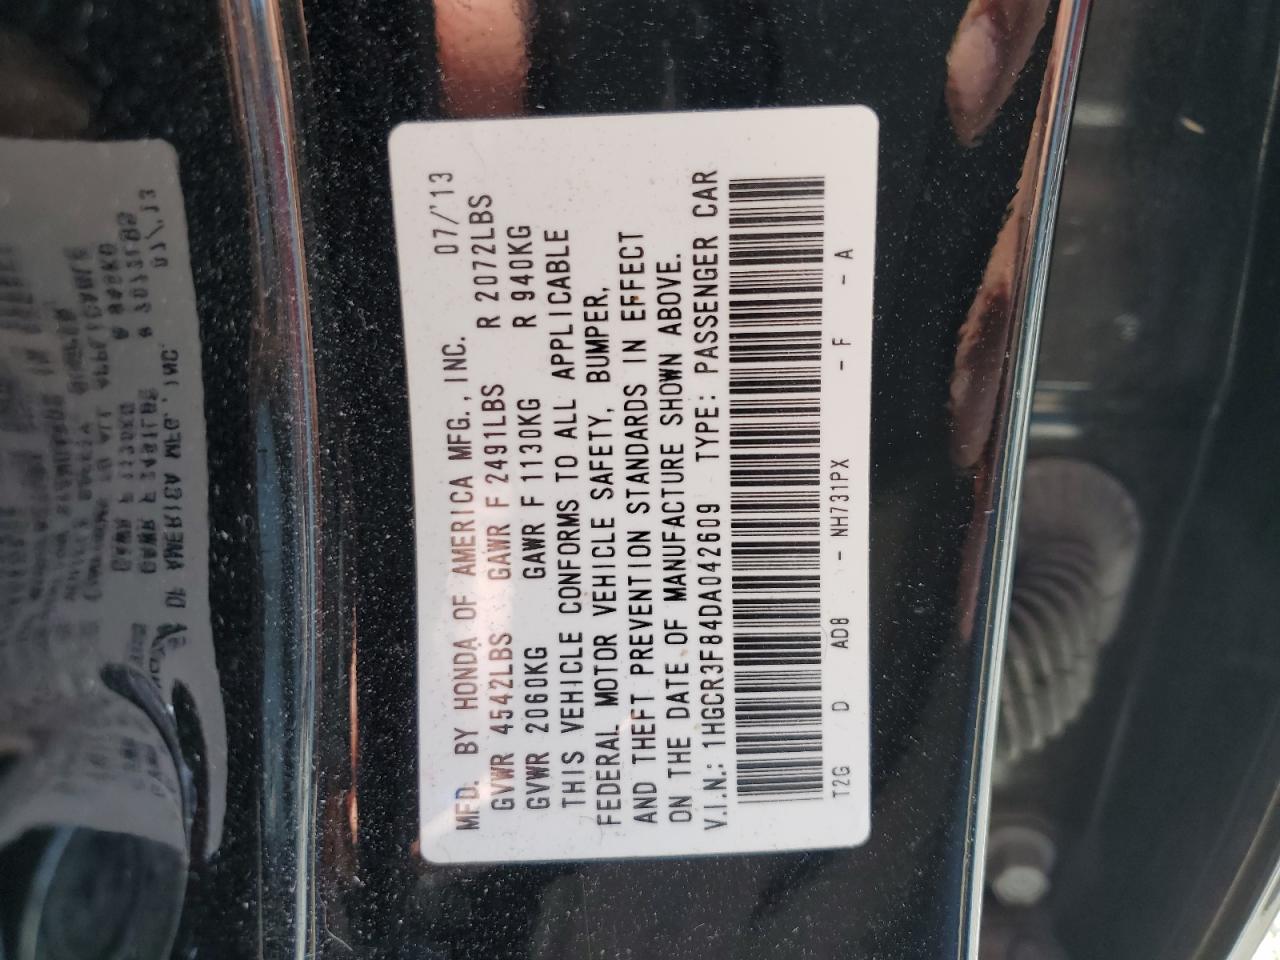 MFD. BY HONDA OF AMERICA MFG., INC. 07/'13
GVWR 4542LBS GAWR F 2491LBS R 2072LBS
GVWR 2060KG GAWR F 1130KG R 940KG
THIS VEHICLE CONFORMS TO ALL APPLICABLE
FEDERAL MOTOR VEHICLE SAFETY, BUMPER,
AND THEFT PREVENTION STANDARDS IN EFFECT
ON THE DATE OF MANUFACTURE SHOWN ABOVE.
V.I.N.: 1HGCR3F84DA042609 TYPE: PASSENGER CAR
T2G D AD8 - NH731PX - F - A